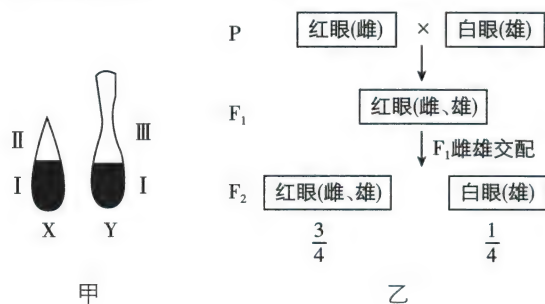 P 红眼(雌) × 白眼(雄)
F₁ 红眼(雌、雄)
F₁雌雄交配
F₂ 红眼(雌、雄) 白眼(雄)
3/4 1/4
乙
Ⅱ Ⅲ
Ⅰ Ⅰ
X Y
甲